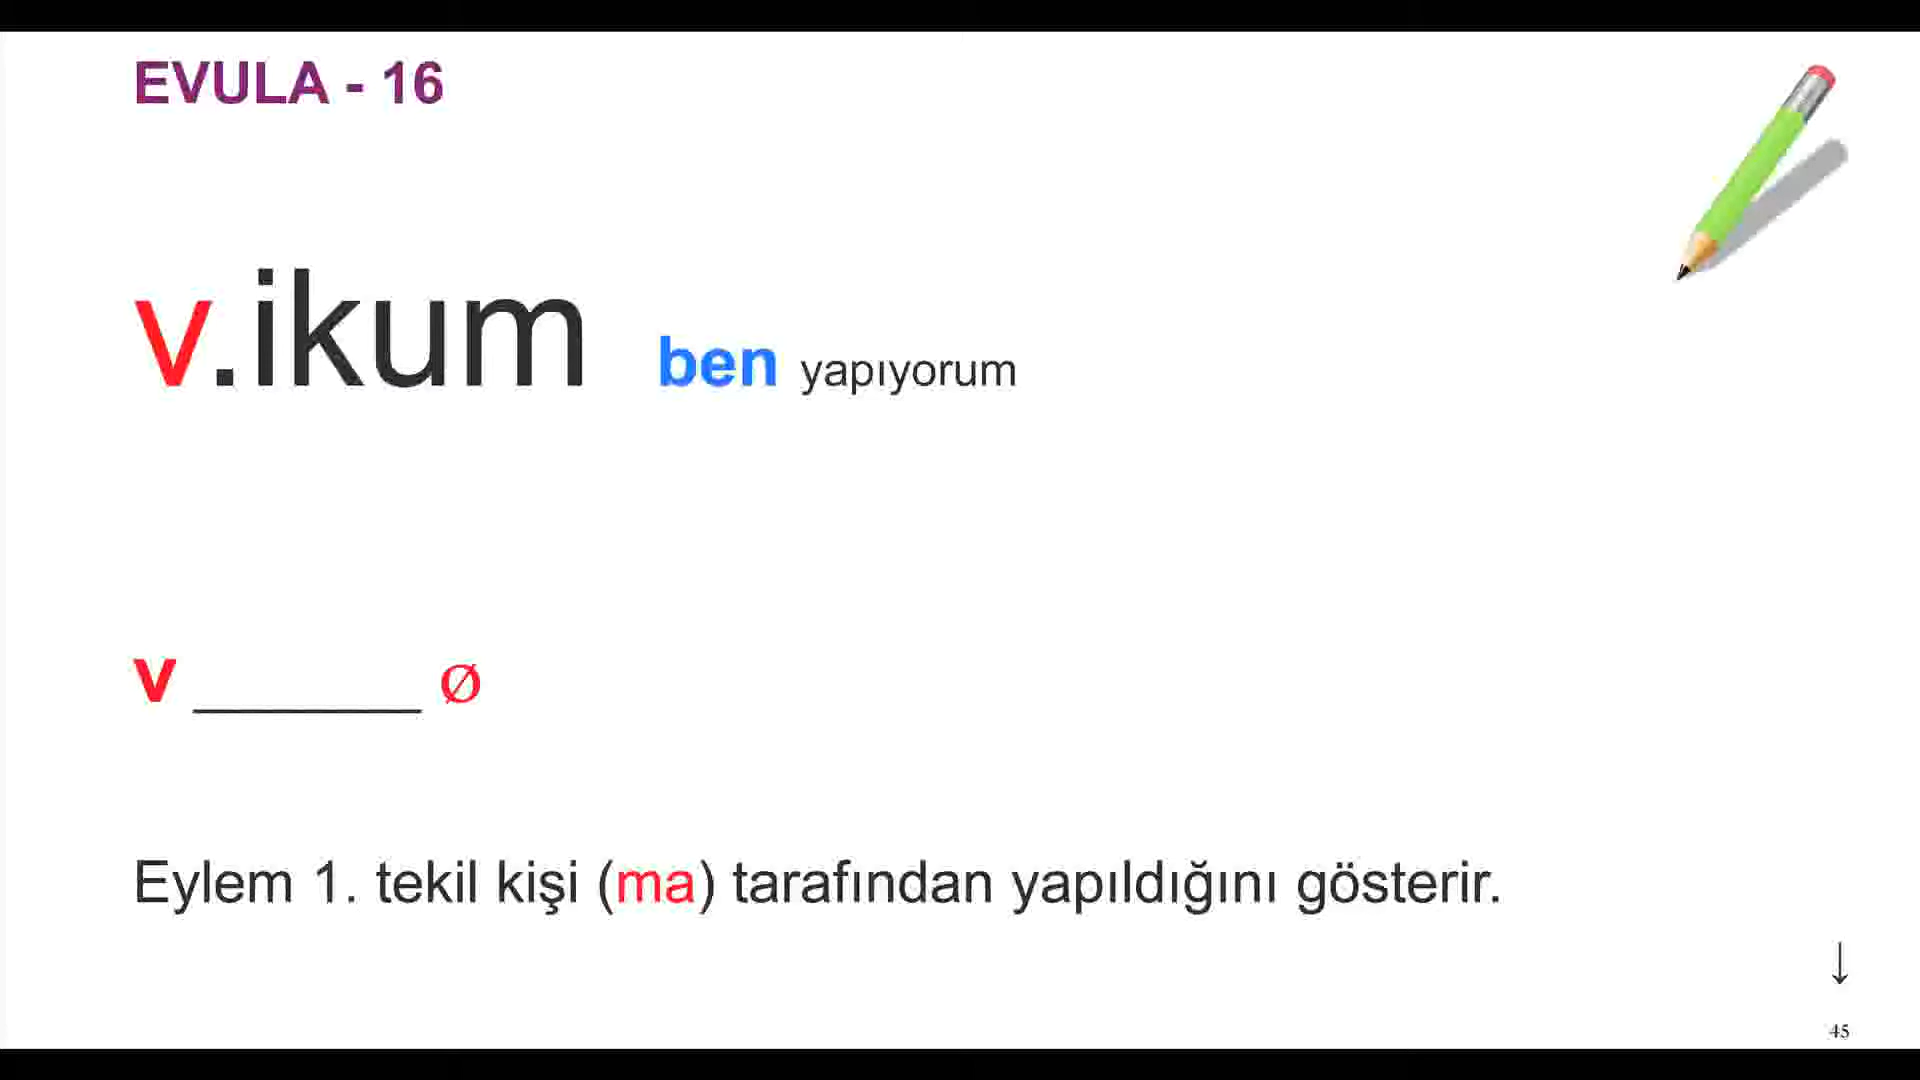 EVULA - 16
v.ikum ben yapıyorum
v _______ Ø
Eylem 1. tekil kişi (ma) tarafından yapıldığını gösterir.
↓
45